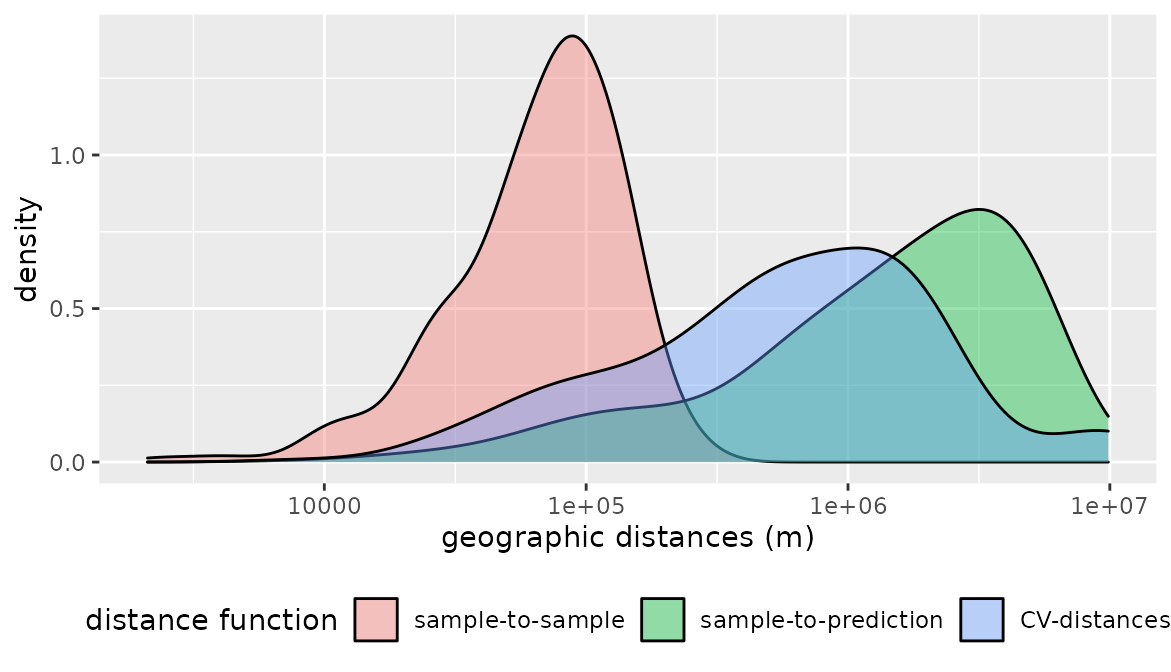 density
1.0
0.5
0.0
10000 1e+05 1e+06 1e+07
geographic distances (m)
distance function sample-to-sample sample-to-prediction CV-distances